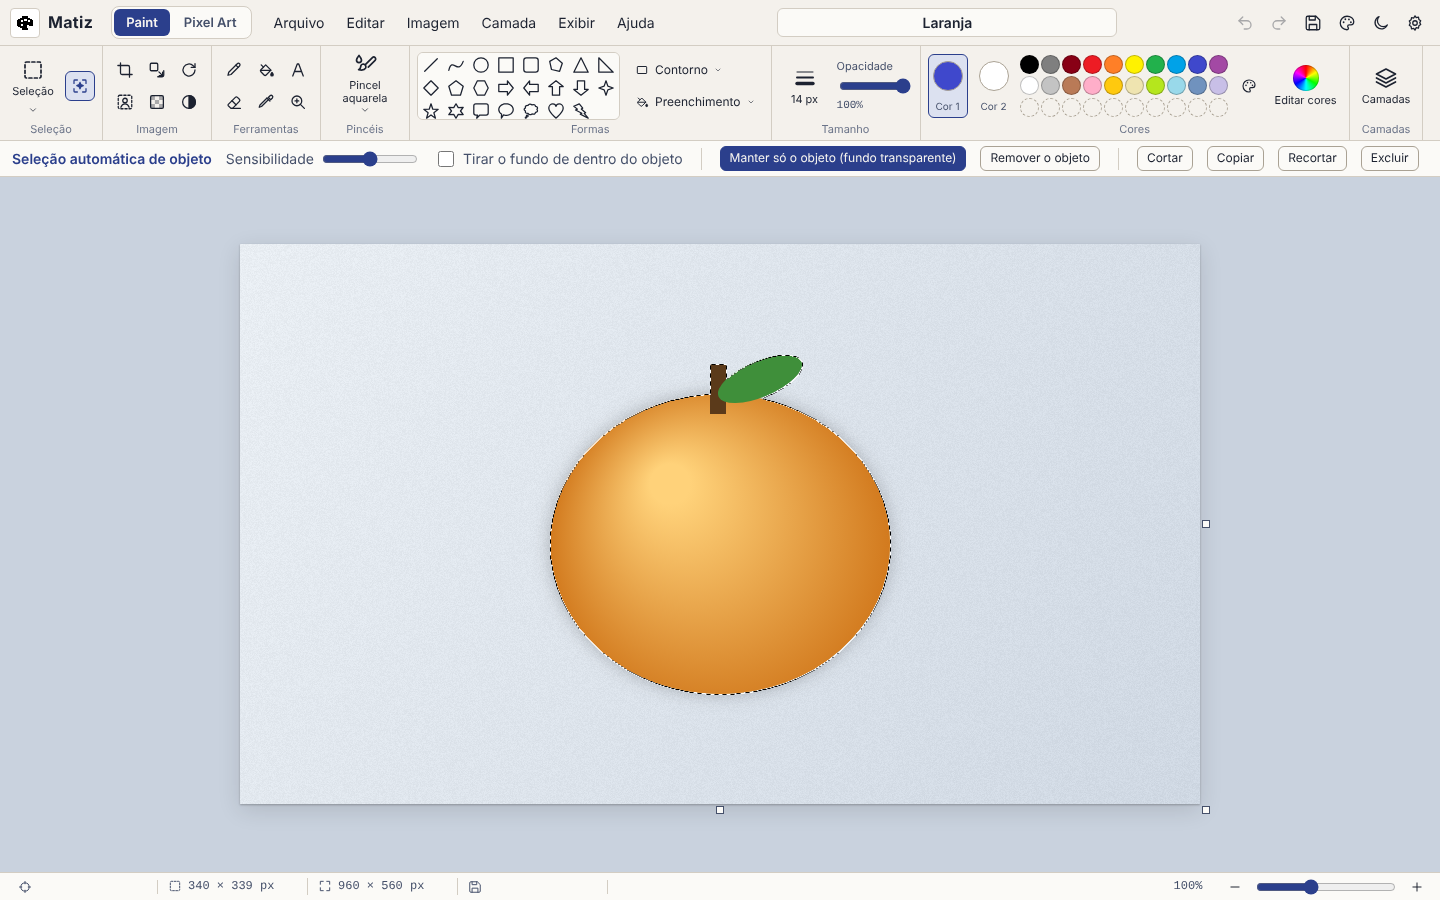 Matiz Paint Pixel Art Arquivo Editar Imagem Camada Exibir Ajuda Laranja
Seleção
Seleção
Imagem
A
Ferramentas
Pincel
aquarela
Pincéis
Formas
Contorno
Preenchimento
14 px
Opacidade
100%
Tamanho
Cor 1
Cor 2
Editar cores
Cores
Camadas
Camadas
Seleção automática de objeto Sensibilidade Tirar o fundo de dentro do objeto Manter só o objeto (fundo transparente) Remover o objeto Cortar Copiar Recortar Excluir
340 × 339 px 960 × 560 px 100%